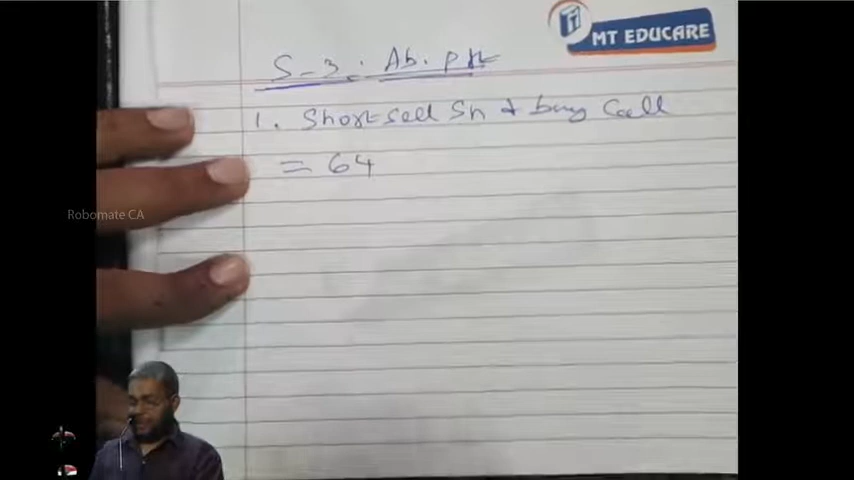 MT EDUCARE
S-3: Ab. pft
1. Short sell Sh & buy Call
= 64
Robomate CA